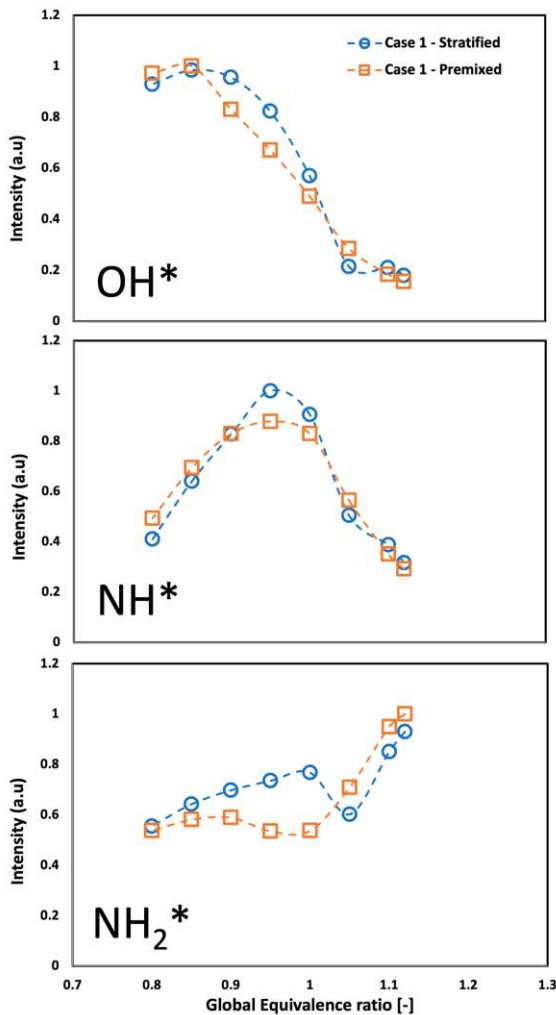 1.2
1
0.8
0.6
0.4
0.2
0
Intensity (a.u)
Case 1 - Stratified
Case 1 - Premixed
OH*
1.2
1
0.8
0.6
0.4
0.2
0
Intensity (a.u)
NH*
1.2
1
0.8
0.6
0.4
0.2
0
Intensity (a.u)
NH₂*
0.7 0.8 0.9 1 1.1 1.2 1.3
Global Equivalence ratio [-]